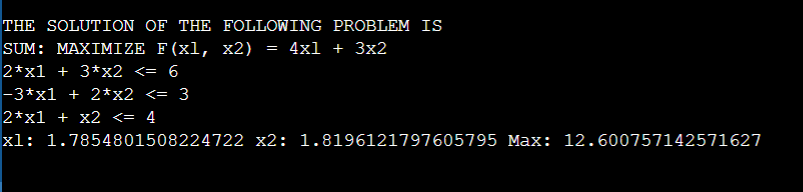 THE SOLUTION OF THE FOLLOWING PROBLEM IS
SUM: MAXIMIZE F(x1, x2) = 4x1 + 3x2
2*x1 + 3*x2 <= 6
-3*x1 + 2*x2 <= 3
2*x1 + x2 <= 4
x1: 1.7854801508224722 x2: 1.8196121797605795 Max: 12.600757142571627